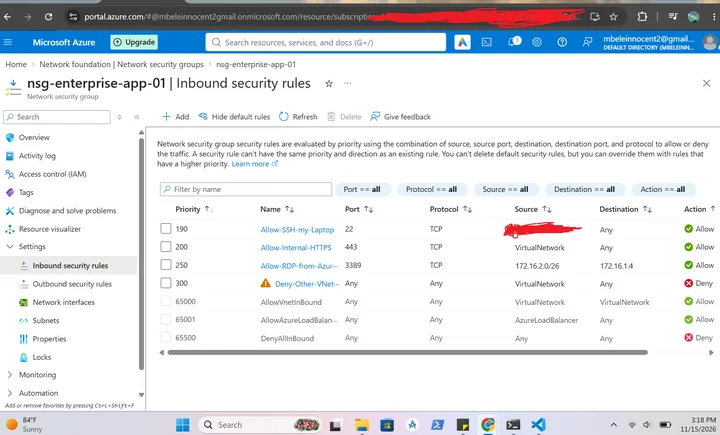 portal.azure.com/#@mbeleinnocent2gmail.onmicrosoft.com/resource/subscription
Microsoft Azure
Upgrade
Search resources, services, and docs (G+/)
3
mbeleinnocent2@gmail....
DEFAULT DIRECTORY (MBELEINN...
Home > Network foundation | Network security groups > nsg-enterprise-app-01
nsg-enterprise-app-01 | Inbound security rules
Network security group
Search
Add
Hide default rules
Refresh
Delete
Give feedback
Overview
Activity log
Access control (IAM)
Tags
Diagnose and solve problems
Resource visualizer
Settings
Inbound security rules
Outbound security rules
Network interfaces
Subnets
Properties
Locks
Monitoring
Automation
Add or remove favorites by pressing Ctrl+Shift+F
Network security group security rules are evaluated by priority using the combination of source, source port, destination, destination port, and protocol to allow or deny
the traffic. A security rule can't have the same priority and direction as an existing rule. You can't delete default security rules, but you can override them with rules that
have a higher priority. Learn more
Filter by name
Port == all
Protocol == all
Source == all
Destination == all
Action == all
Priority Name Port Protocol Source Destination Action
190 Allow-SSH-my-Laptop 22 TCP Any Allow
200 Allow-Internal-HTTPS 443 TCP VirtualNetwork Any Allow
250 Allow-RDP-from-Azur... 3389 TCP 172.16.2.0/26 172.16.1.4 Allow
300 Deny-Other-VNet... Any Any VirtualNetwork Any Deny
65000 AllowVnetInBound Any Any VirtualNetwork VirtualNetwork Allow
65001 AllowAzureLoadBalan... Any Any AzureLoadBalancer Any Allow
65500 DenyAllInBound Any Any Any Any Deny
84°F
Sunny
Search
3:18 PM
11/15/2026